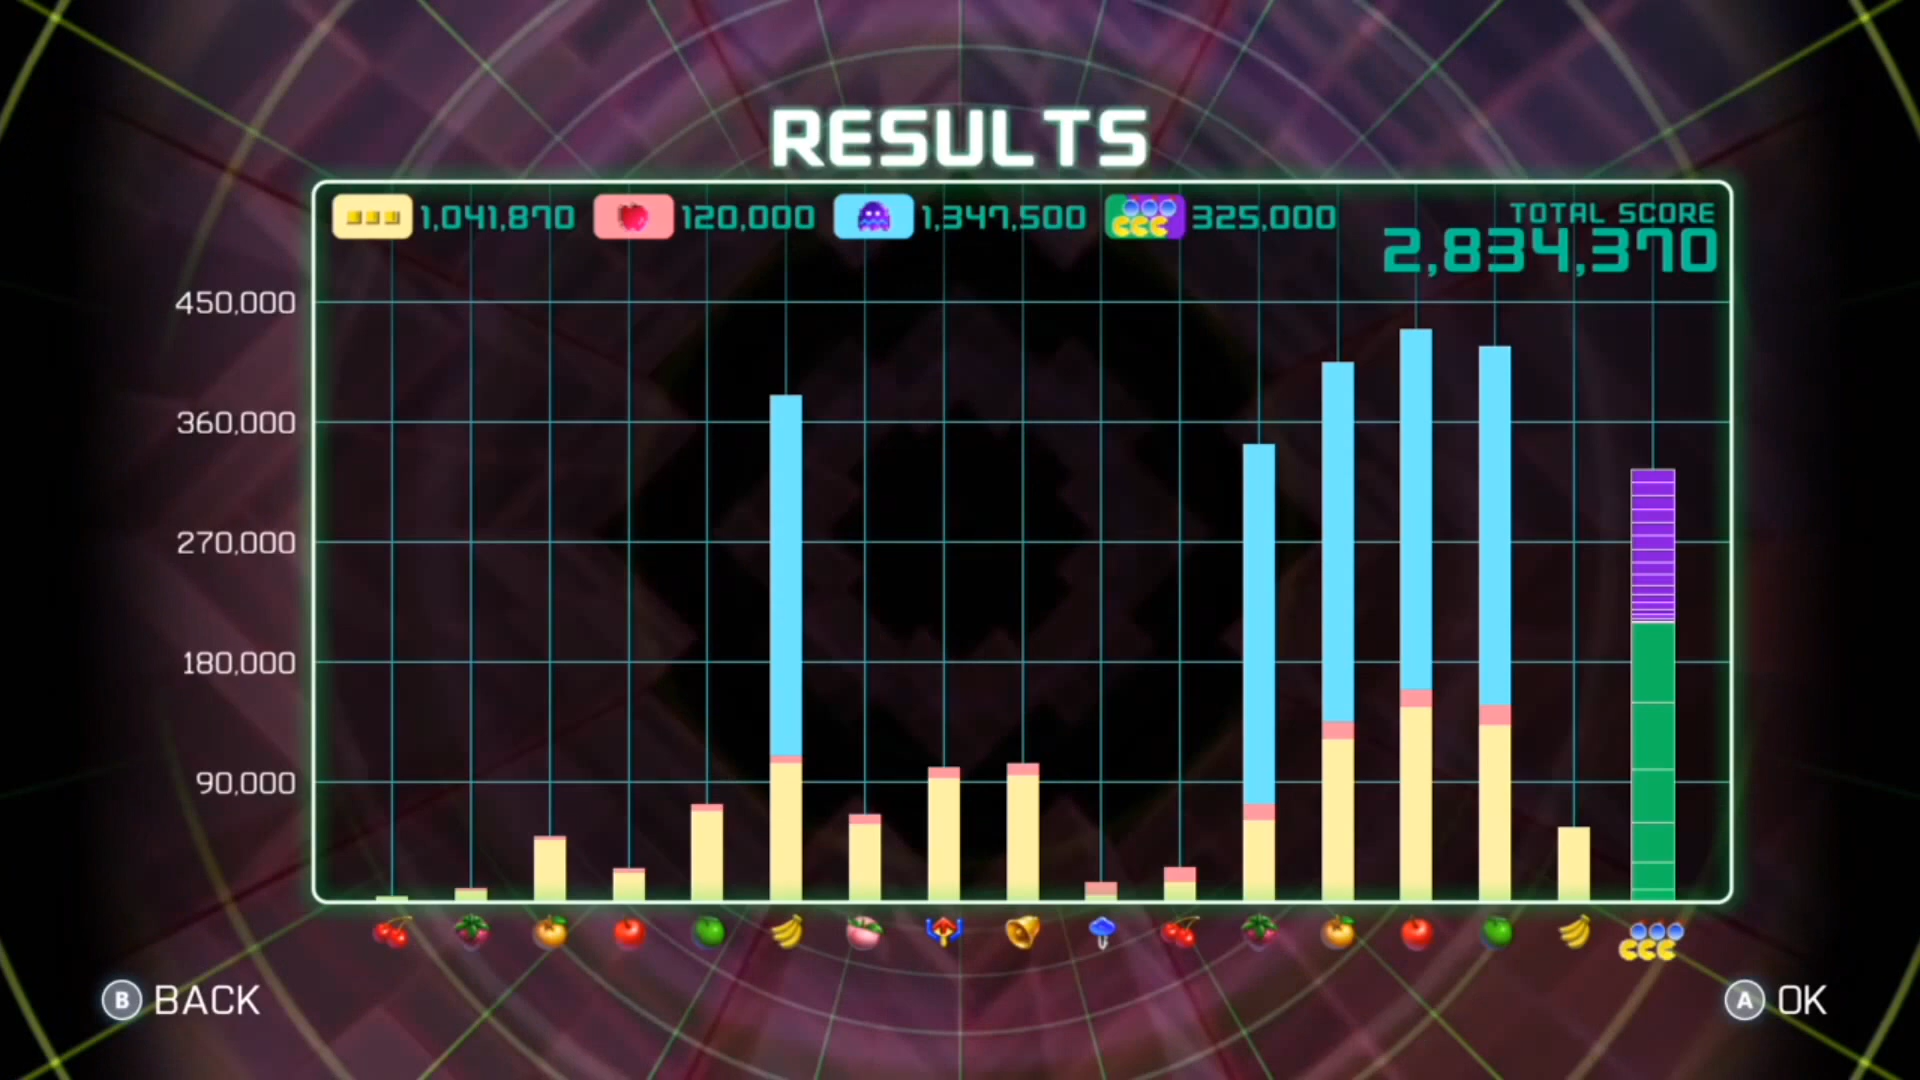 RESULTS
1,041,870 120,000 1,347,500 325,000
TOTAL SCORE
2,834,370
450,000
360,000
270,000
180,000
90,000
B BACK
A OK